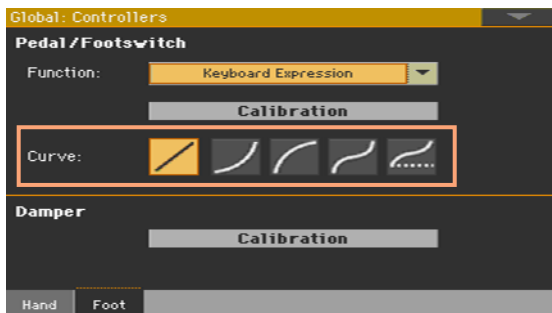 Global: Controllers
Pedal/Footswitch
Function: Keyboard Expression
Calibration
Curve:
Damper
Calibration
Hand Foot